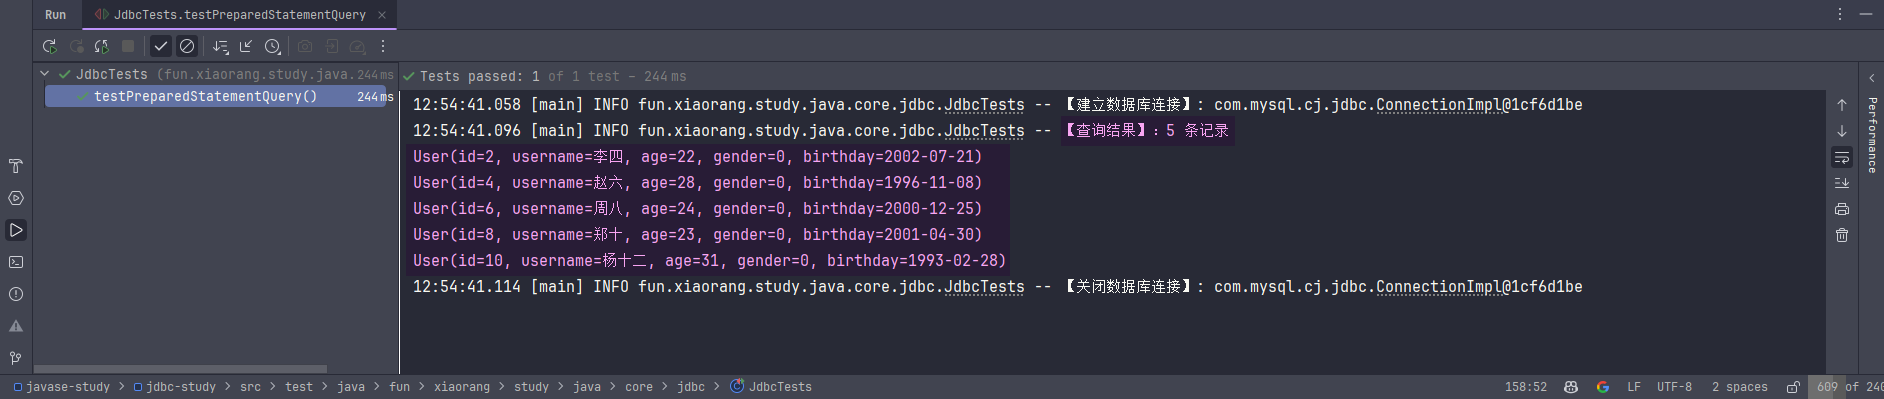 Run JdbcTests.testPreparedStatementQuery
JdbcTests (fun.xiaorang.study.java. 244 ms
testPreparedStatementQuery() 244 ms
Tests passed: 1 of 1 test – 244 ms
12:54:41.058 [main] INFO fun.xiaorang.study.java.core.jdbc.JdbcTests -- 【建立数据库连接】: com.mysql.cj.jdbc.ConnectionImpl@1cf6d1be
12:54:41.096 [main] INFO fun.xiaorang.study.java.core.jdbc.JdbcTests -- 【查询结果】：5 条记录
User(id=2, username=李四, age=22, gender=0, birthday=2002-07-21)
User(id=4, username=赵六, age=28, gender=0, birthday=1996-11-08)
User(id=6, username=周八, age=24, gender=0, birthday=2000-12-25)
User(id=8, username=郑十, age=23, gender=0, birthday=2001-04-30)
User(id=10, username=杨十二, age=31, gender=0, birthday=1993-02-28)
12:54:41.114 [main] INFO fun.xiaorang.study.java.core.jdbc.JdbcTests -- 【关闭数据库连接】: com.mysql.cj.jdbc.ConnectionImpl@1cf6d1be
Performance
javase-study > jdbc-study > src > test > java > fun > xiaorang > study > java > core > jdbc > JdbcTests 158:52 LF UTF-8 2 spaces 609 of 240